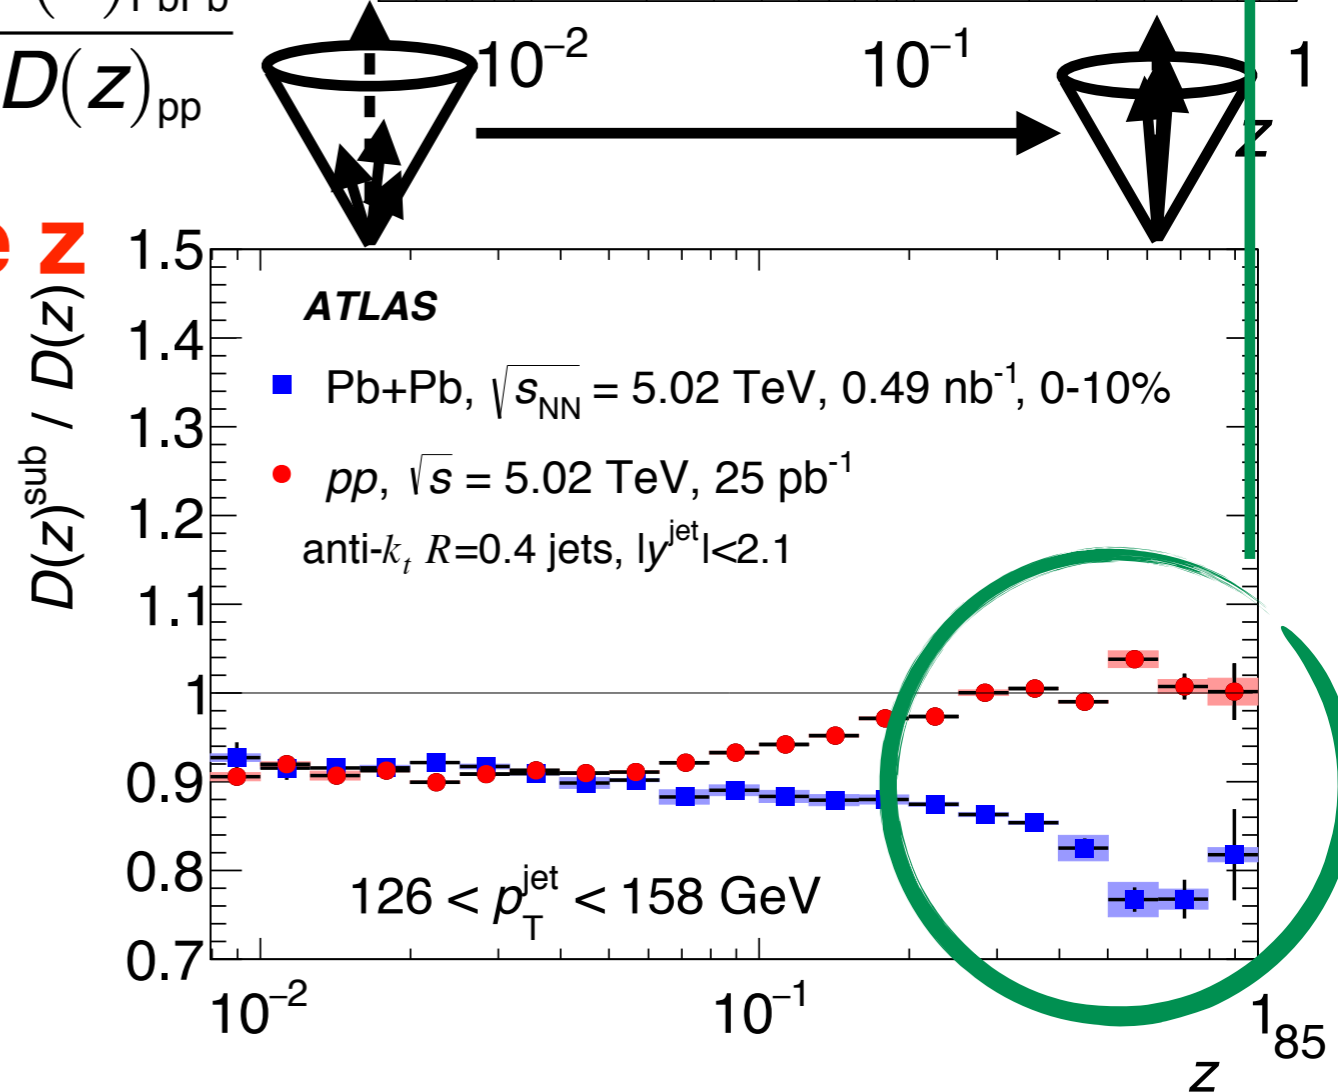 D(z)pp
10⁻² 10⁻¹ 1
z
e z
1.5
ATLAS
1.4
Pb+Pb, √sNN = 5.02 TeV, 0.49 nb⁻¹, 0-10%
1.3
pp, √s = 5.02 TeV, 25 pb⁻¹
1.2
anti-kt R=0.4 jets, |y^jet|<2.1
1.1
1
0.9
0.8
126 < pT^jet < 158 GeV
0.7
D(z)^sub / D(z)
10⁻² 10⁻¹ 1
85
z